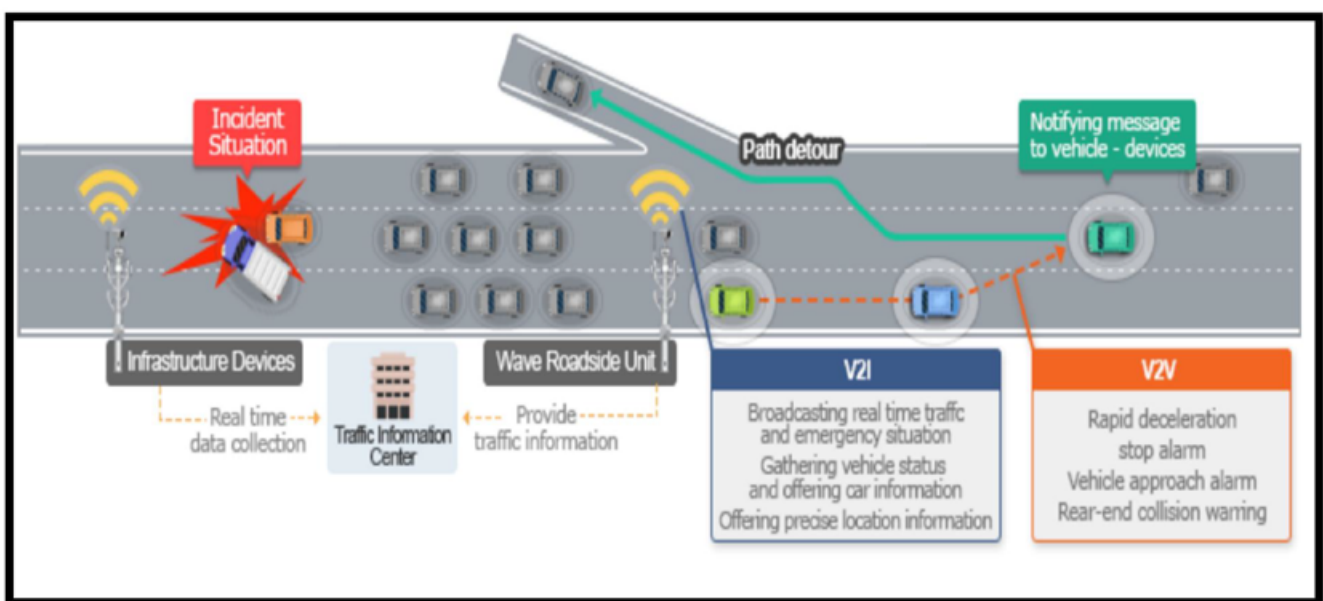 Incident
Situation
Path detour
Notifying message
to vehicle - devices
Infrastructure Devices
Wave Roadside Unit
Real time
data collection
Traffic Information
Center
Provide
traffic information
V2I
Broadcasting real time traffc
and emergency situation
Gathering vehicle status
and offering car information
Offering precise location information
V2V
Rapid deceleration
stop alarm
Vehicle approach alarm
Rear-end collision warring